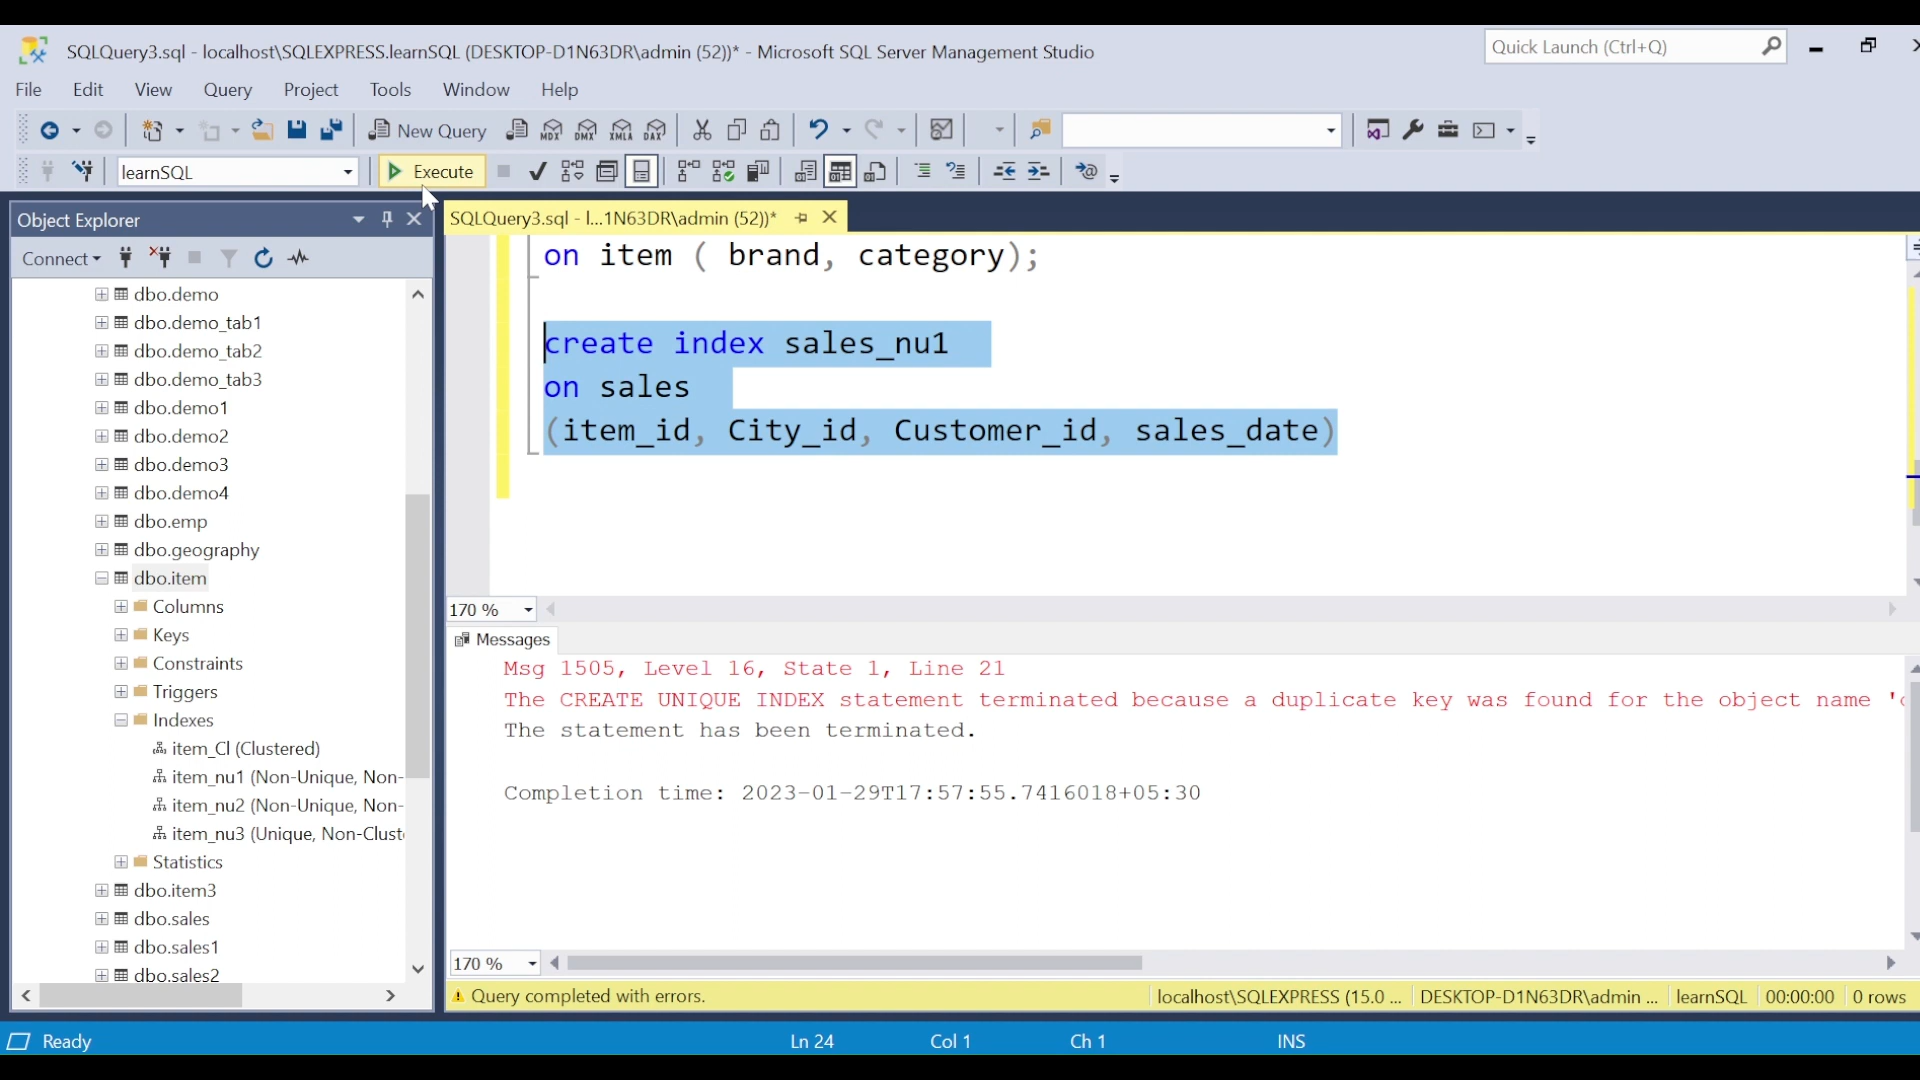 SQLQuery3.sql - localhost\SQLEXPRESS.learnSQL (DESKTOP-D1N63DR\admin (52))* - Microsoft SQL Server Management Studio
Quick Launch (Ctrl+Q)
File Edit View Query Project Tools Window Help
New Query MDX DMX XMLA DAX
learnSQL Execute
Object Explorer
SQLQuery3.sql - l...1N63DR\admin (52))*
Connect
dbo.demo
dbo.demo_tab1
dbo.demo_tab2
dbo.demo_tab3
dbo.demo1
dbo.demo2
dbo.demo3
dbo.demo4
dbo.emp
dbo.geography
dbo.item
Columns
Keys
Constraints
Triggers
Indexes
item_Cl (Clustered)
item_nu1 (Non-Unique, Non-
item_nu2 (Non-Unique, Non-
item_nu3 (Unique, Non-Clust
Statistics
dbo.item3
dbo.sales
dbo.sales1
dbo.sales2
on item ( brand, category);
create index sales_nu1
on sales
(item_id, City_id, Customer_id, sales_date)
170 %
Messages
Msg 1505, Level 16, State 1, Line 21
The CREATE UNIQUE INDEX statement terminated because a duplicate key was found for the object name '
The statement has been terminated.
Completion time: 2023-01-29T17:57:55.7416018+05:30
170 %
Query completed with errors.
localhost\SQLEXPRESS (15.0 ... DESKTOP-D1N63DR\admin ... learnSQL 00:00:00 0 rows
Ready Ln 24 Col 1 Ch 1 INS